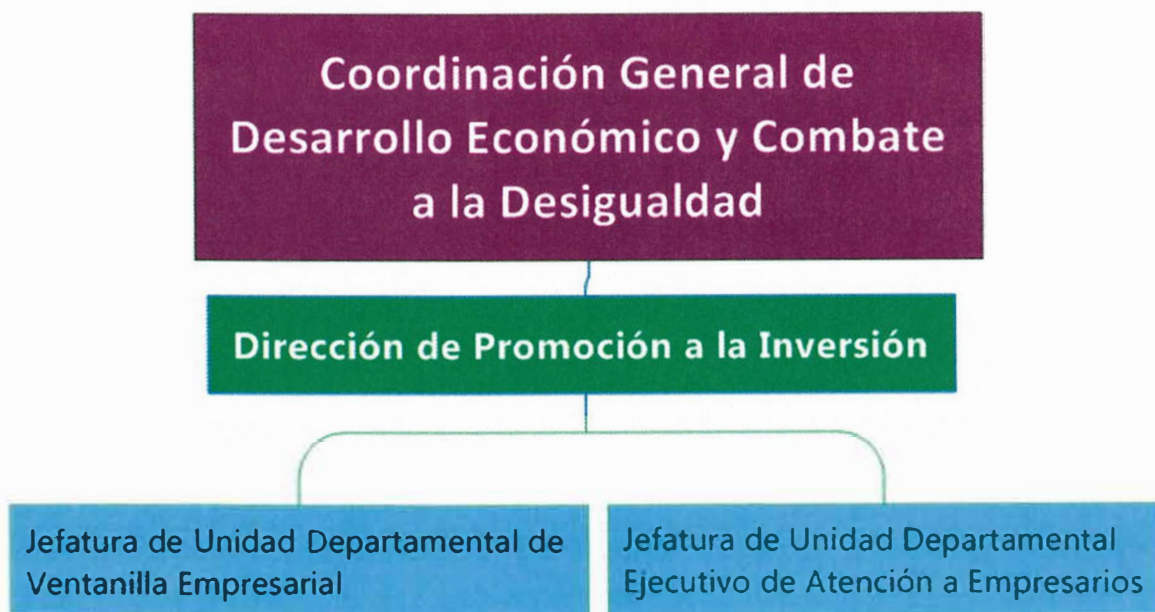 Coordinación General de
Desarrollo Económico y Combate
a la Desigualdad
Dirección de Promoción a la Inversión
Jefatura de Unidad Departamental de
Ventanilla Empresarial
Jefatura de Unidad Departamental
Ejecutivo de Atención a Empresarios